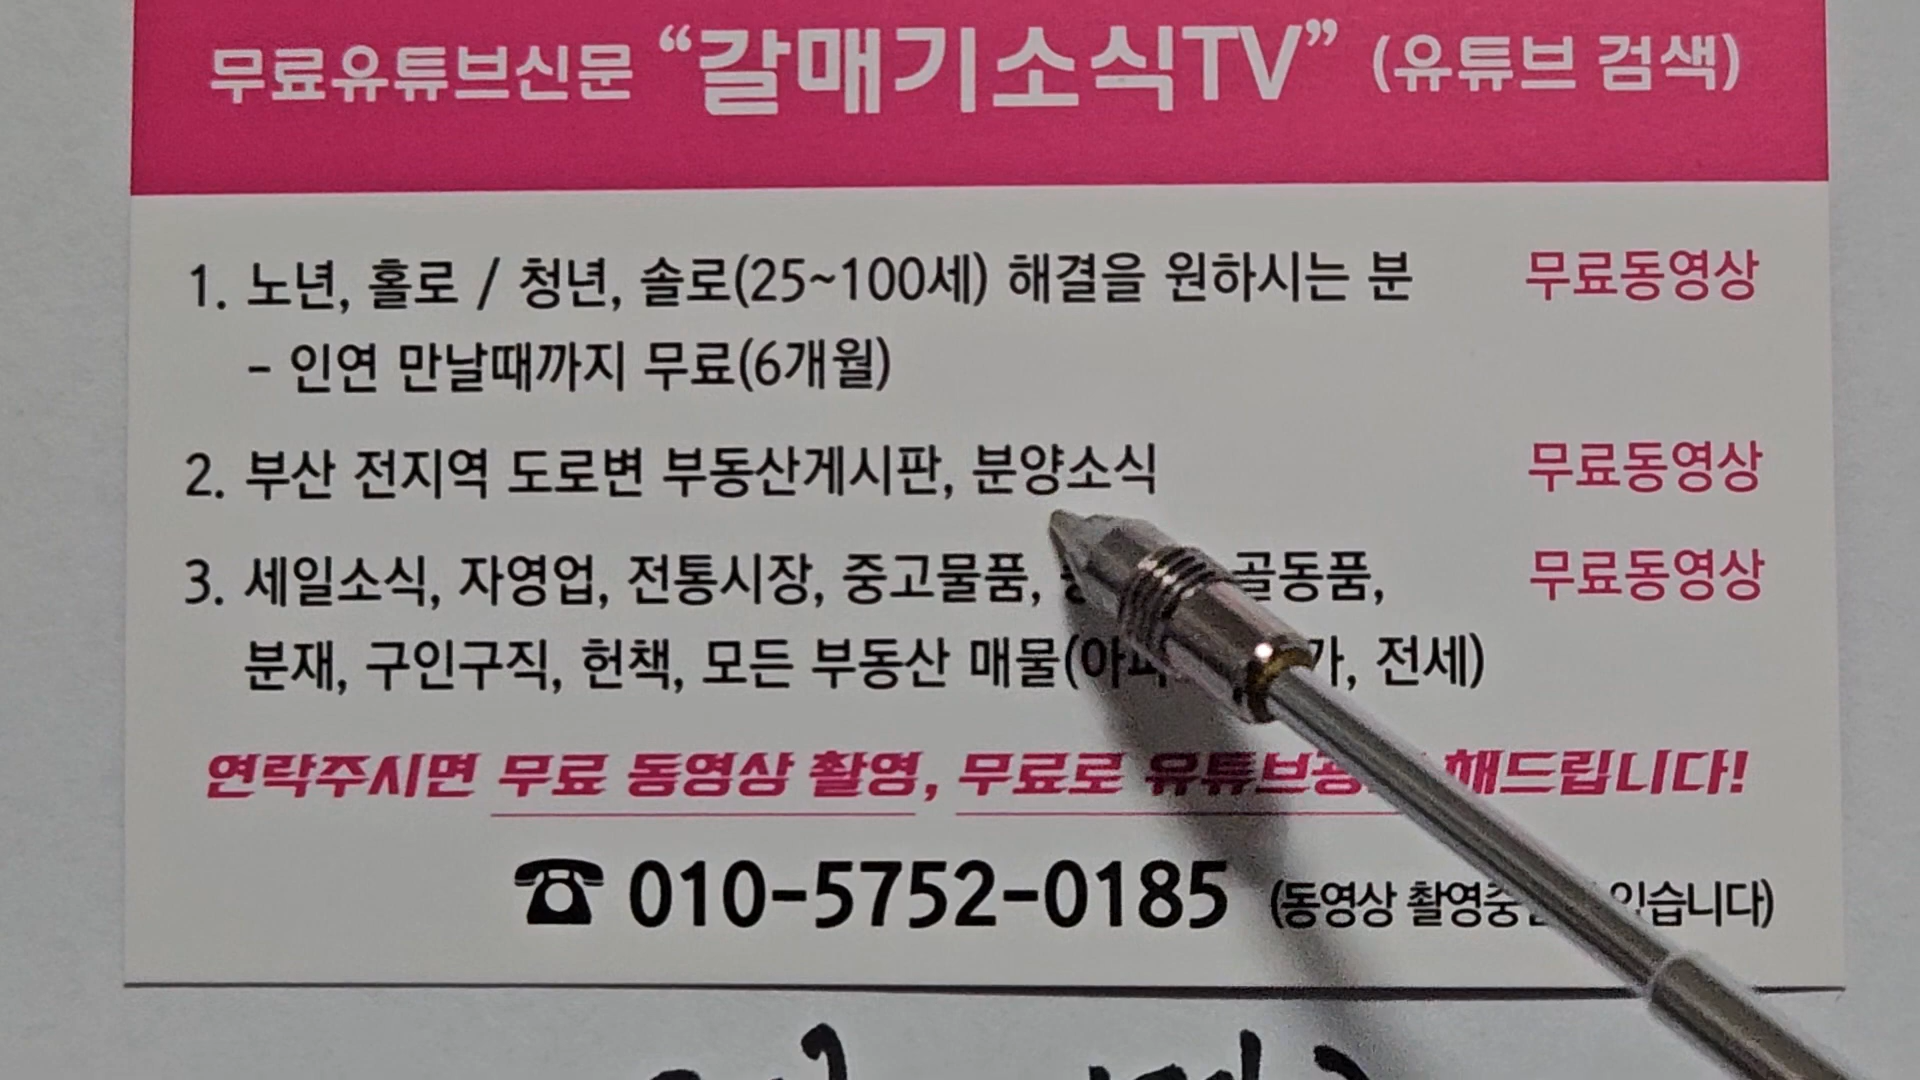 무료유튜브신문 “갈매기소식TV” (유튜브 검색)
1. 노년, 홀로 / 청년, 솔로(25~100세) 해결을 원하시는 분 무료동영상
- 인연 만날때까지 무료(6개월)
2. 부산 전지역 도로변 부동산게시판, 분양소식 무료동영상
3. 세일소식, 자영업, 전통시장, 중고물품, 골동품, 무료동영상
분재, 구인구직, 헌책, 모든 부동산 매물( 전세)
연락주시면 무료 동영상 촬영, 무료로 해드립니다!
☎ 010-5752-0185 (동영상 있습니다)